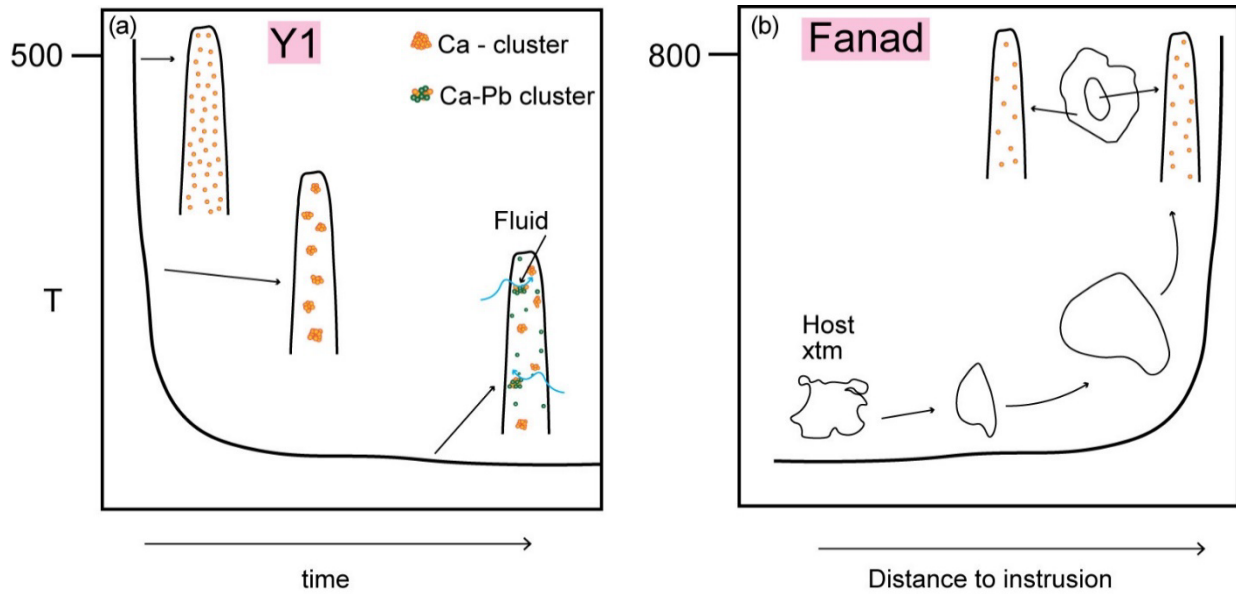 (a)
Y1
500
Ca - cluster
Ca-Pb cluster
Fluid
T
time
(b)
Fanad
800
Host
xtm
Distance to instrusion